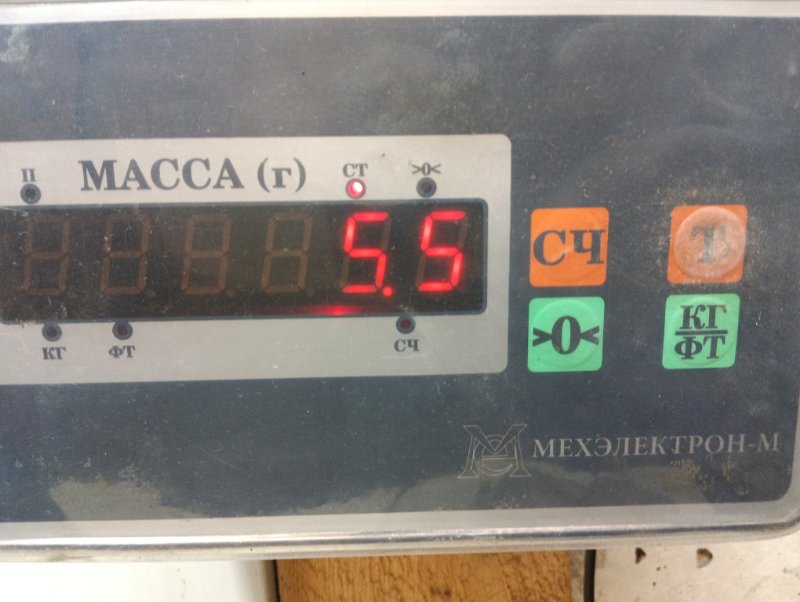 П
МАССА (г)
СТ
>0<
5.5
СЧ
Т
КГ
ФТ
СЧ
>0<
КГ
ФТ
МЕХЭЛЕКТРОН-М